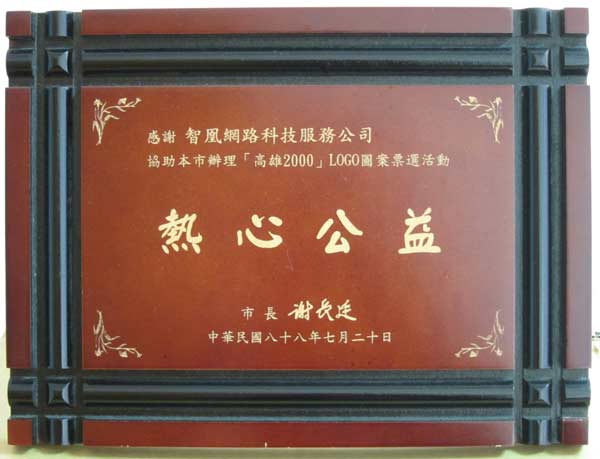 感謝 智凰網路科技服務公司
協助本市辦理「高雄2000」LOGO圖案票選活動
熱心公益
市長 謝長廷
中華民國八十八年七月二十日